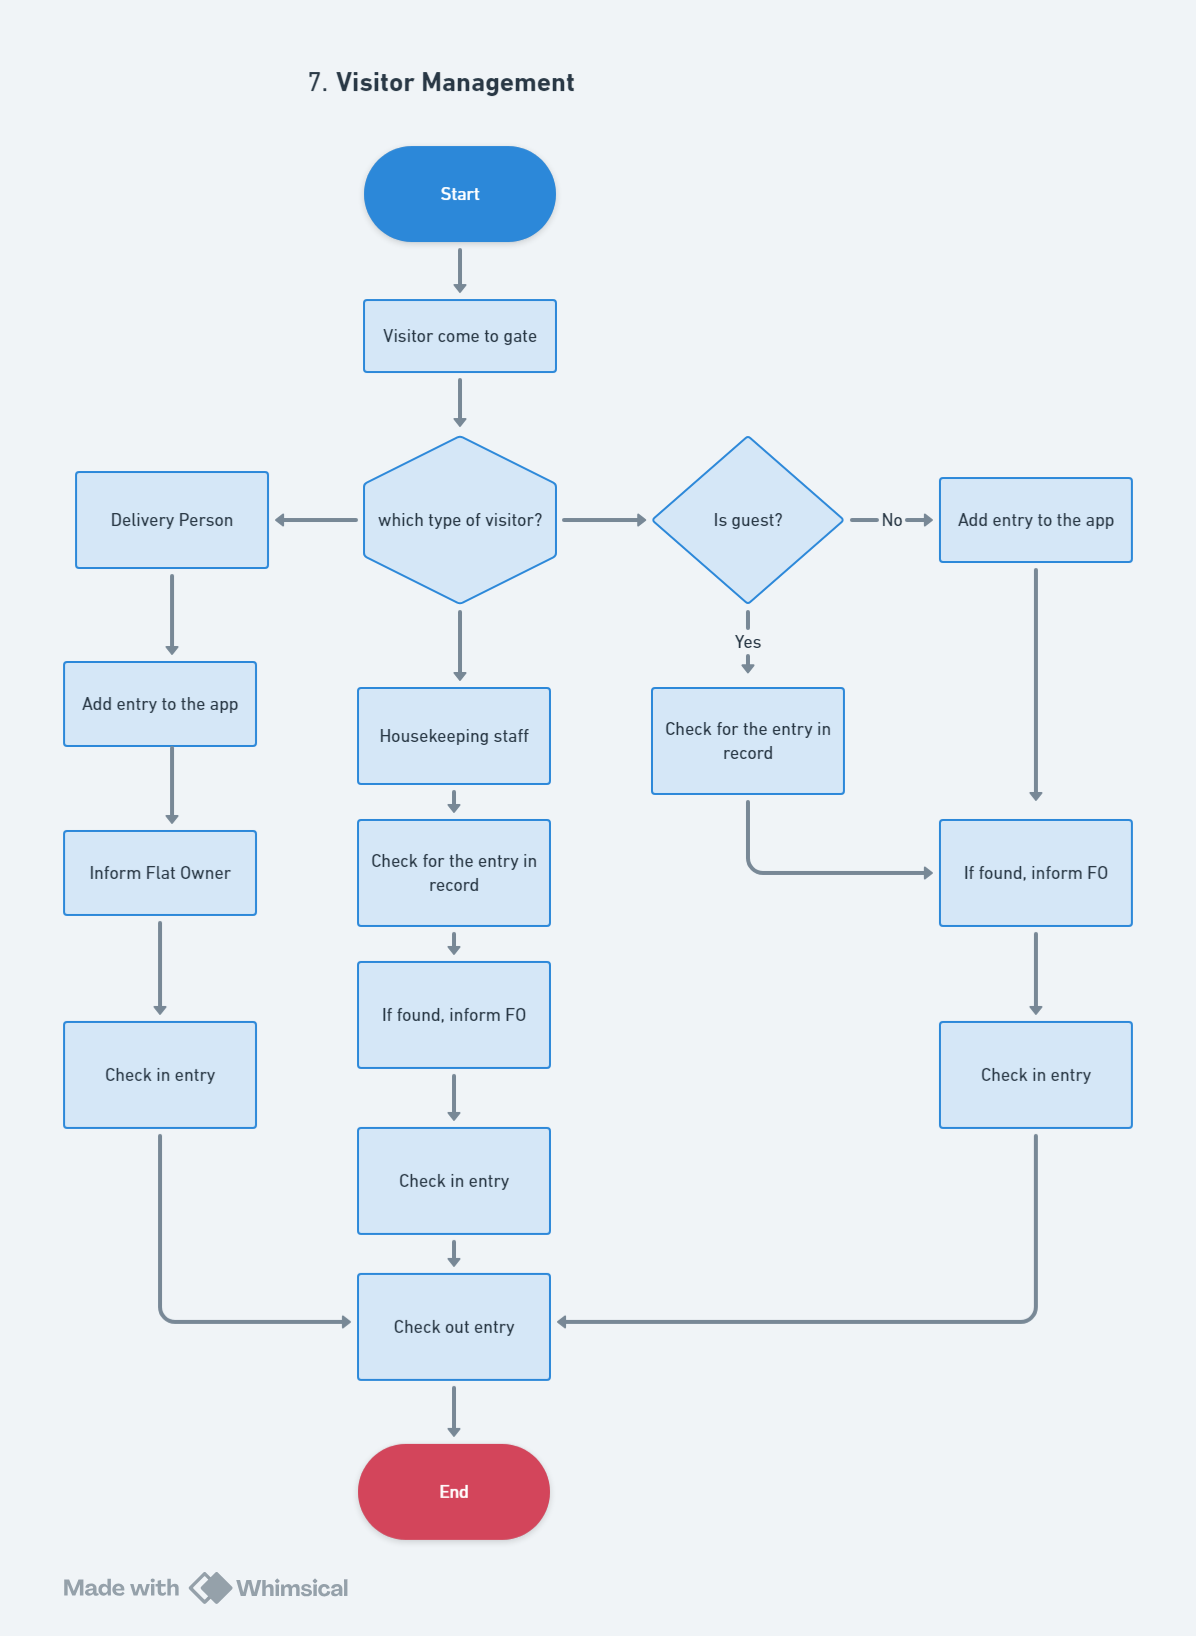 7. Visitor Management
Start
Visitor come to gate
Delivery Person
which type of visitor?
Is guest?
No
Add entry to the app
Yes
Add entry to the app
Housekeeping staff
Check for the entry in
record
Inform Flat Owner
Check for the entry in
record
If found, inform FO
If found, inform FO
Check in entry
Check in entry
Check in entry
Check out entry
End
Made with Whimsical